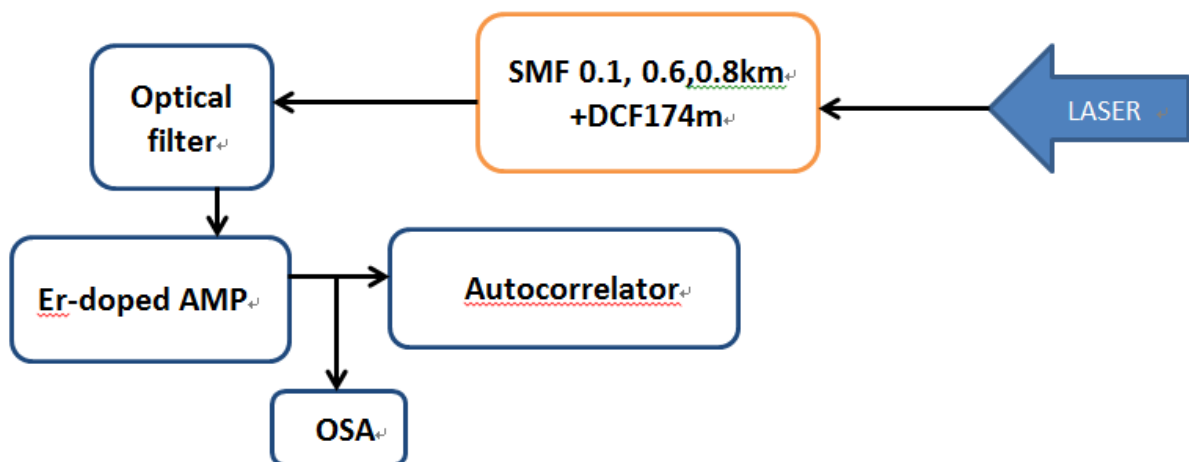 SMF 0.1, 0.6,0.8km
+DCF174m
LASER
Optical
filter
Er-doped AMP
Autocorrelator
OSA